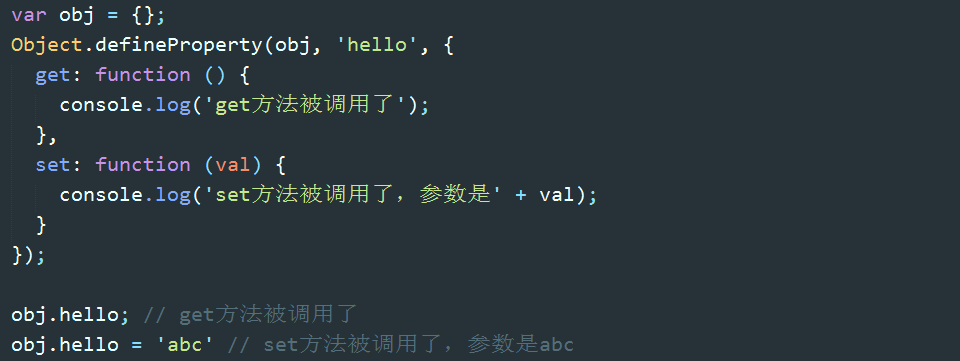 var obj = {};
Object.defineProperty(obj, 'hello', {
  get: function () {
    console.log('get方法被调用了');
  },
  set: function (val) {
    console.log('set方法被调用了，参数是' + val);
  }
});

obj.hello; // get方法被调用了
obj.hello = 'abc' // set方法被调用了，参数是abc